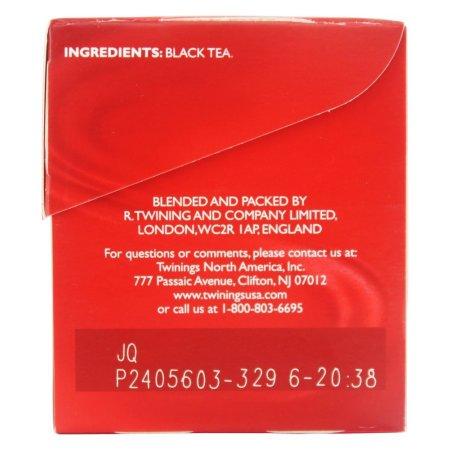 INGREDIENTS: BLACK TEA.
BLENDED AND PACKED BY
R.TWINING AND COMPANY LIMITED,
LONDON,WC2R 1AP, ENGLAND
For questions or comments, please contact us at:
Twinings North America, Inc.
777 Passaic Avenue, Clifton, NJ 07012
www.twiningsusa.com
or call us at 1-800-803-6695
JQ
P2405603-329 6-20:38